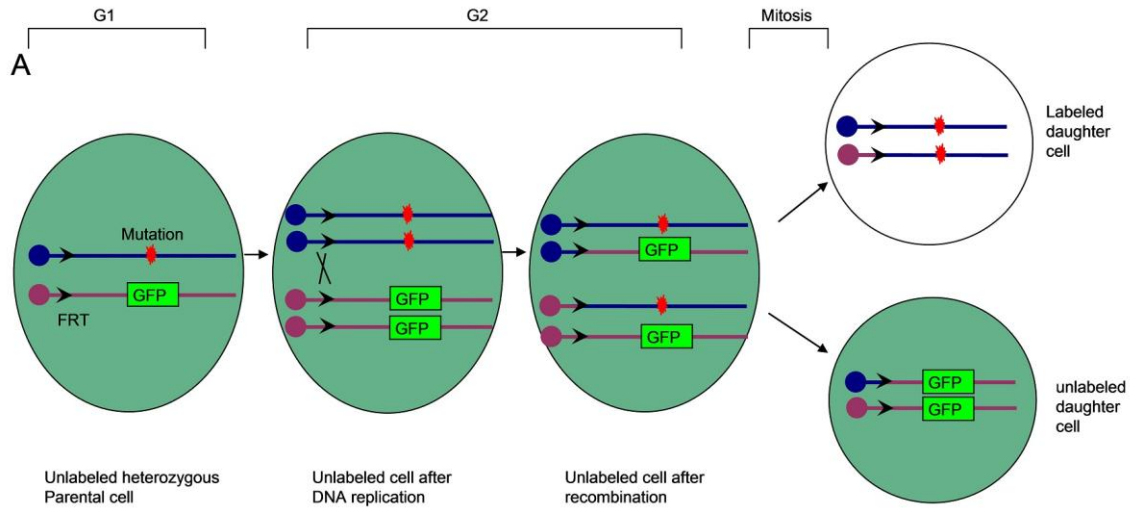 G1
G2
Mitosis
A
Mutation
GFP
FRT
GFP
GFP
GFP
GFP
Labeled
daughter
cell
GFP
GFP
unlabeled
daughter
cell
Unlabeled heterozygous
Parental cell
Unlabeled cell after
DNA replication
Unlabeled cell after
recombination